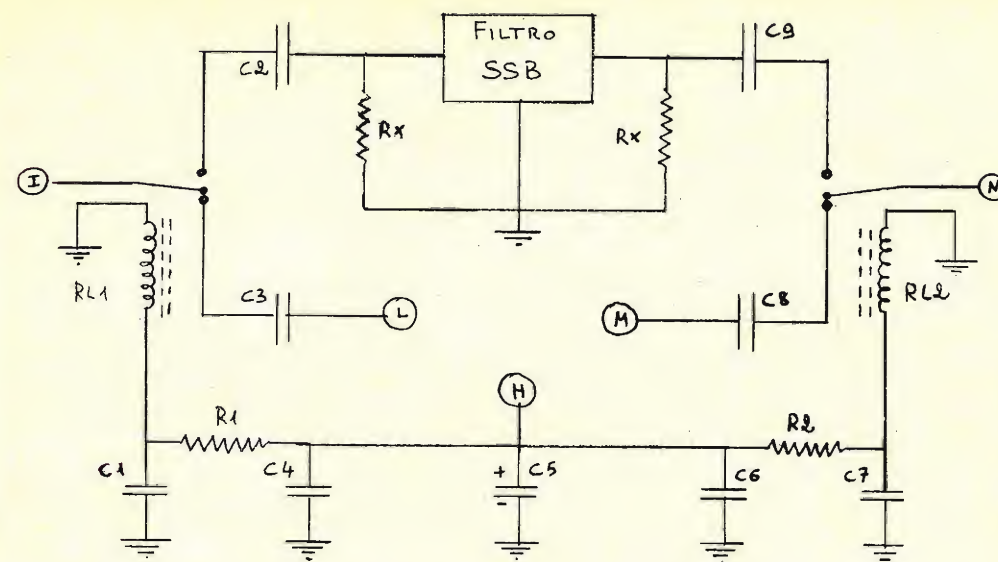 FILTRO
SSB
C2
C9
Rx
Rx
I
N
RL1
C3
L
M
C8
RL2
H
R1
R2
C1
C4
+
C5
-
C6
C7